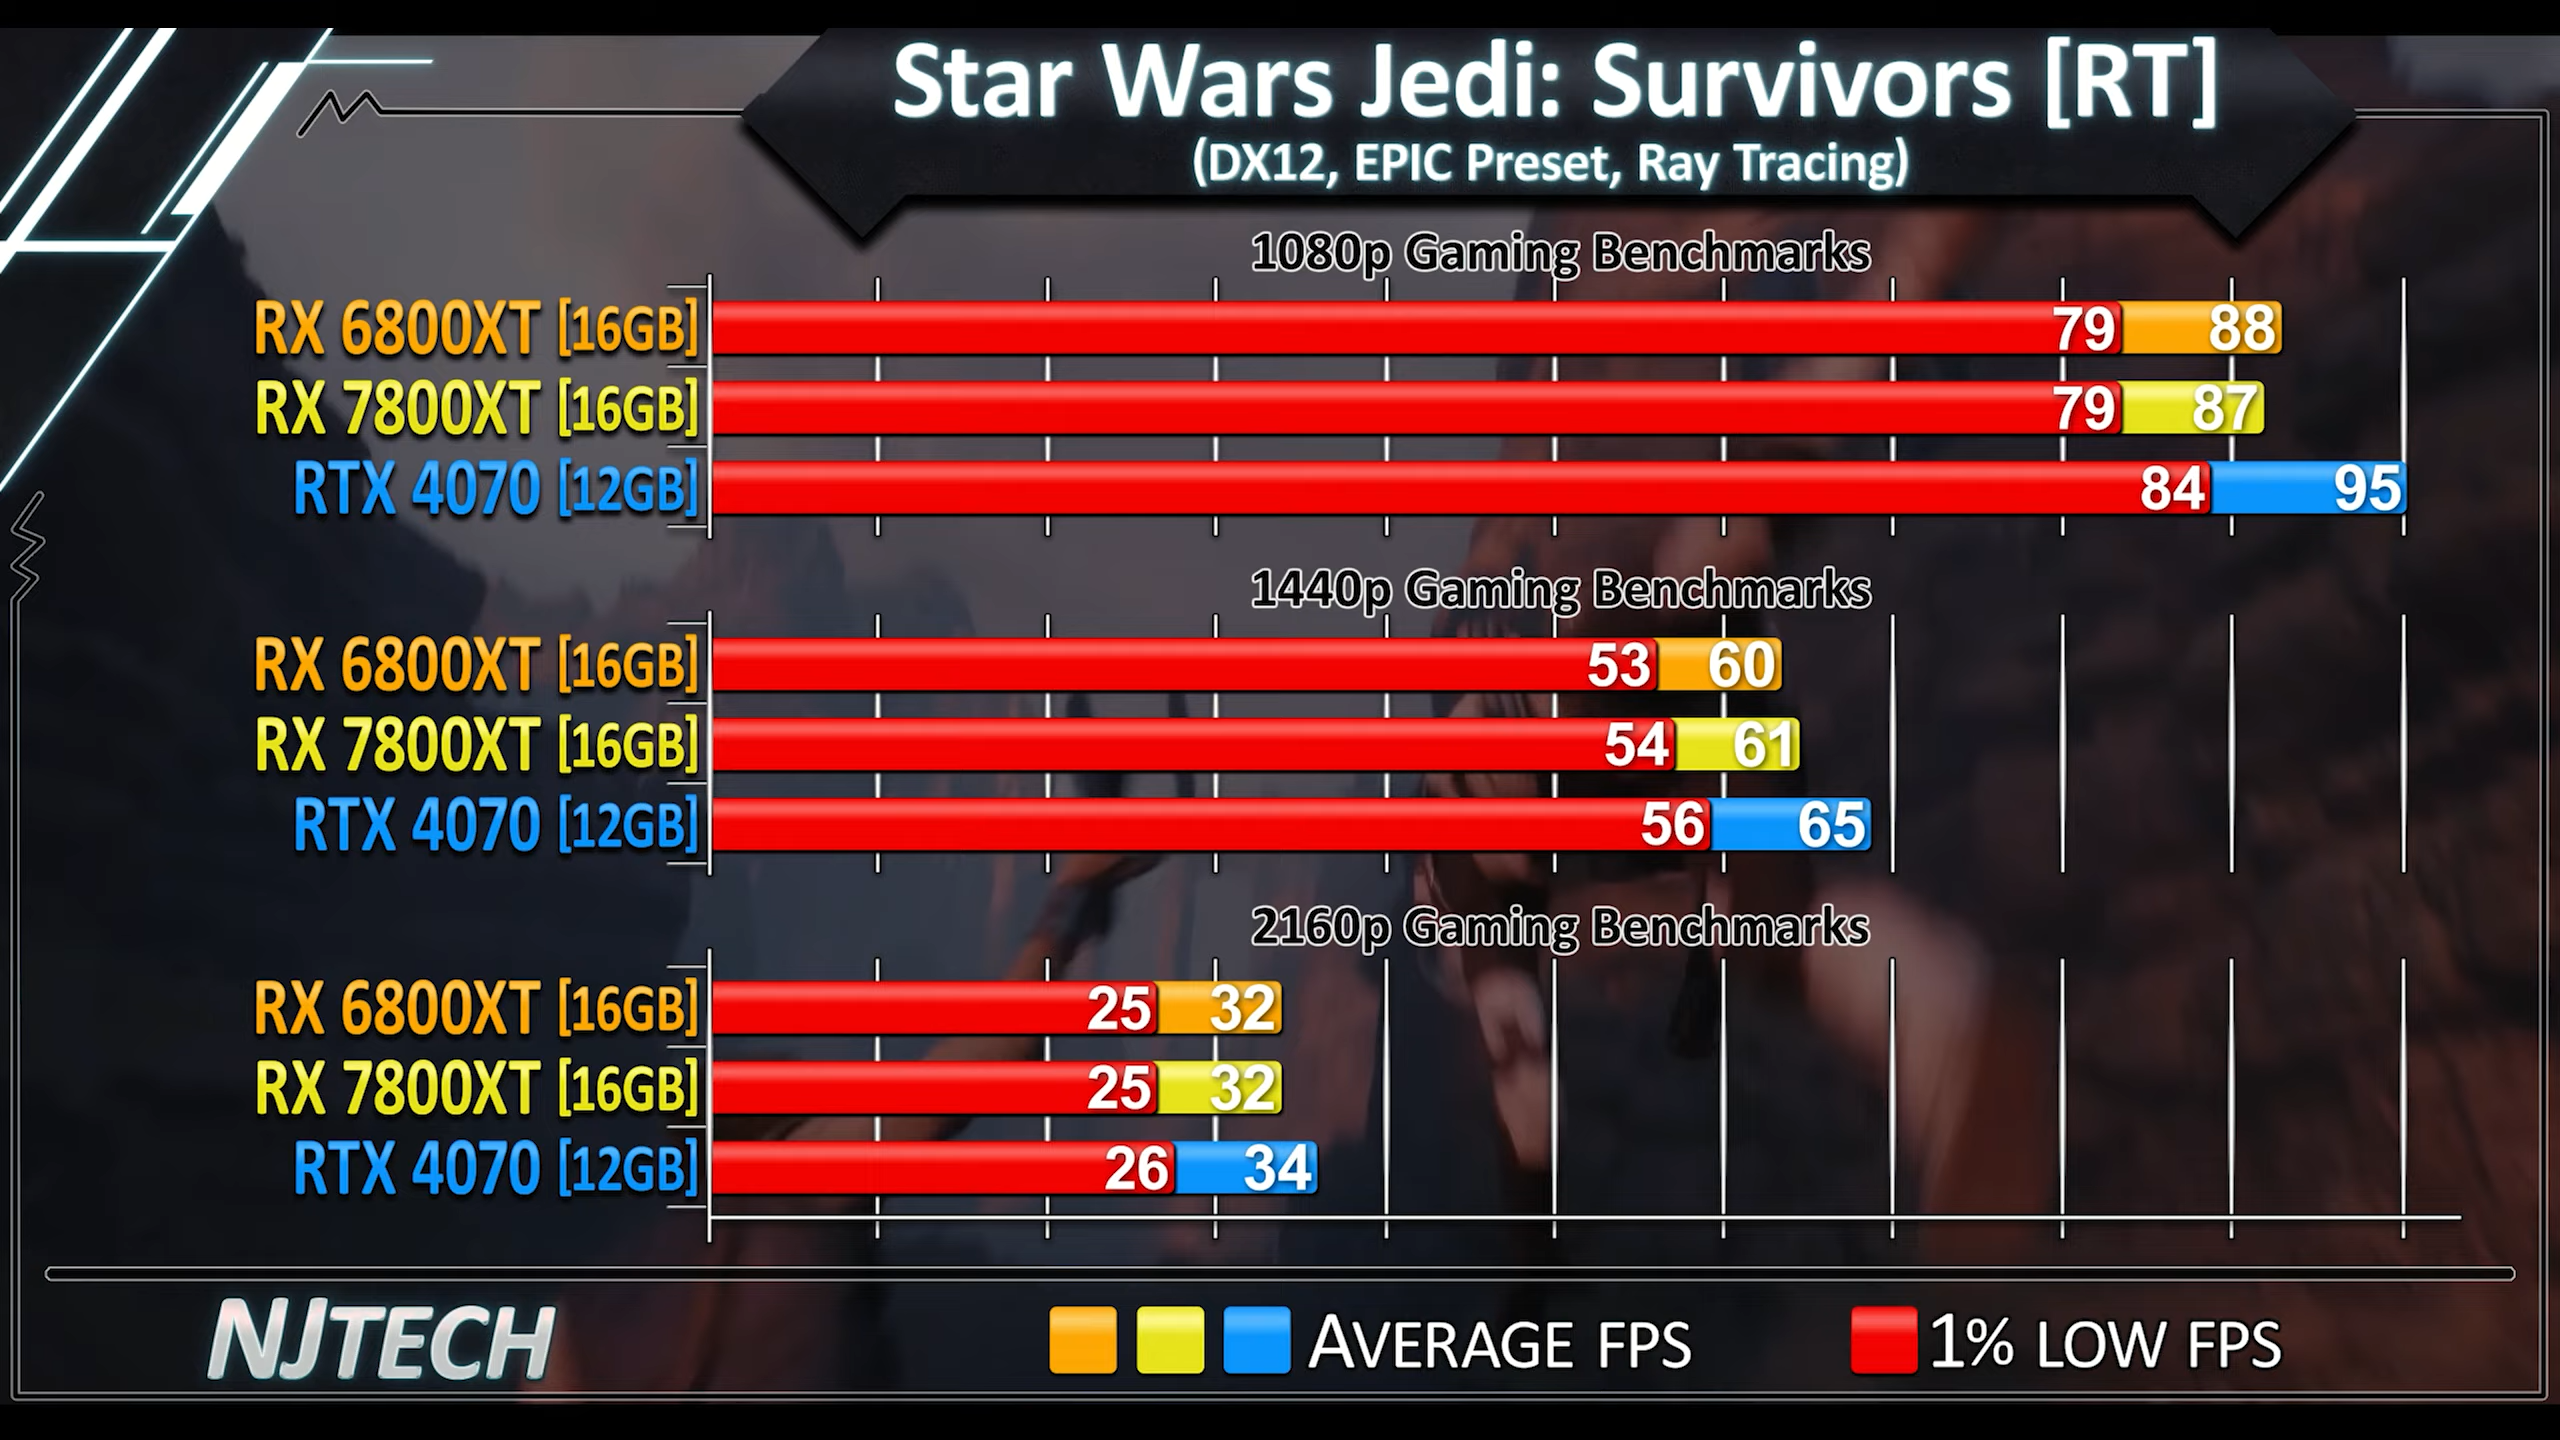 Star Wars Jedi: Survivors [RT]
(DX12, EPIC Preset, Ray Tracing)
1080p Gaming Benchmarks
RX 6800XT [16GB] 79 88
RX 7800XT [16GB] 79 87
RTX 4070 [12GB] 84 95
1440p Gaming Benchmarks
RX 6800XT [16GB] 53 60
RX 7800XT [16GB] 54 61
RTX 4070 [12GB] 56 65
2160p Gaming Benchmarks
RX 6800XT [16GB] 25 32
RX 7800XT [16GB] 25 32
RTX 4070 [12GB] 26 34
NJTECH AVERAGE FPS 1% LOW FPS